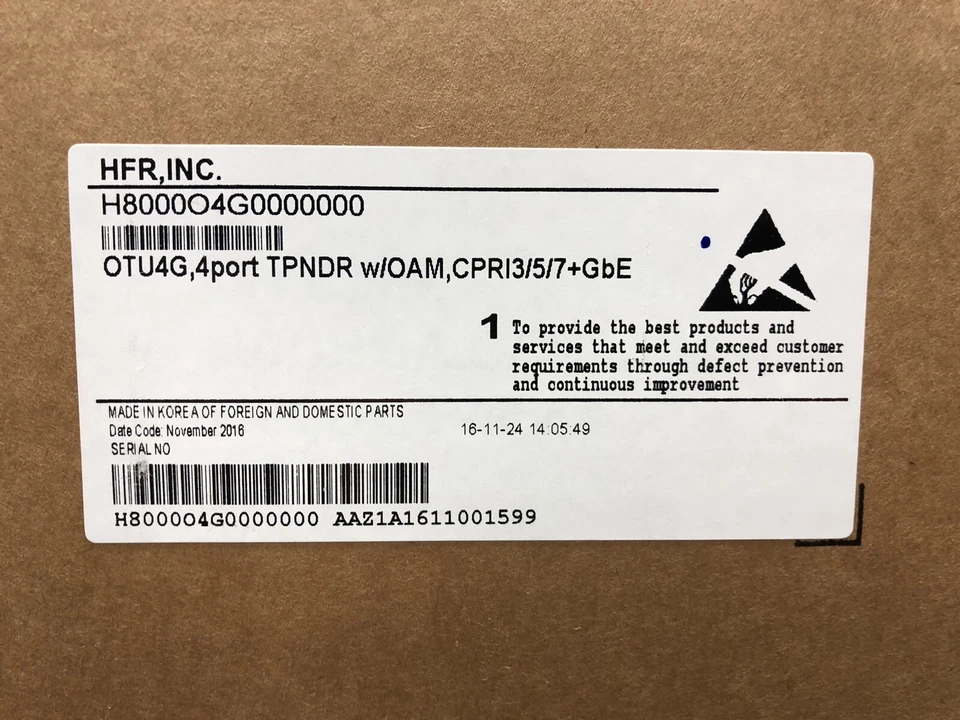 HFR,INC.
H8000O4G0000000
OTU4G,4port TPNDR w/OAM,CPRI3/5/7+GbE
1 To provide the best products and
services that meet and exceed customer
requirements through defect prevention
and continuous improvement
MADE IN KOREA OF FOREIGN AND DOMESTIC PARTS
Date Code: November 2016 16-11-24 14:05:49
SERIAL NO
H8000O4G0000000 AAZ1A1611001599